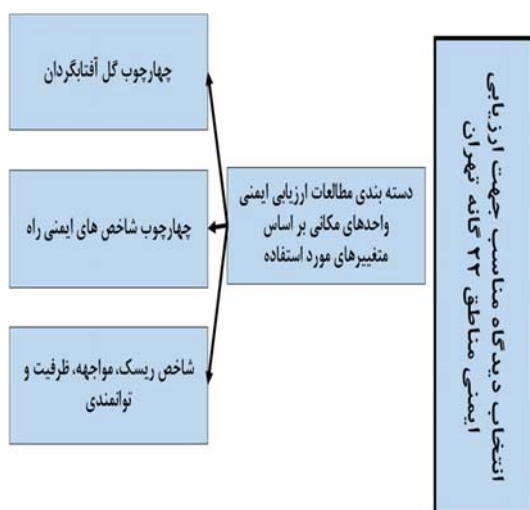 انتخاب دیدگاه مناسب جهت ارزیابی
ایمنی مناطق ۲۲ گانه تهران
دسته بندی مطالعات ارزیابی ایمنی
واحدهای مکانی بر اساس
متغییرهای مورد استفاده
چهارچوب گل آفتابگردان
چهارچوب شاخص های ایمنی راه
شاخص ریسک، مواجهه، ظرفیت و
توانمندی